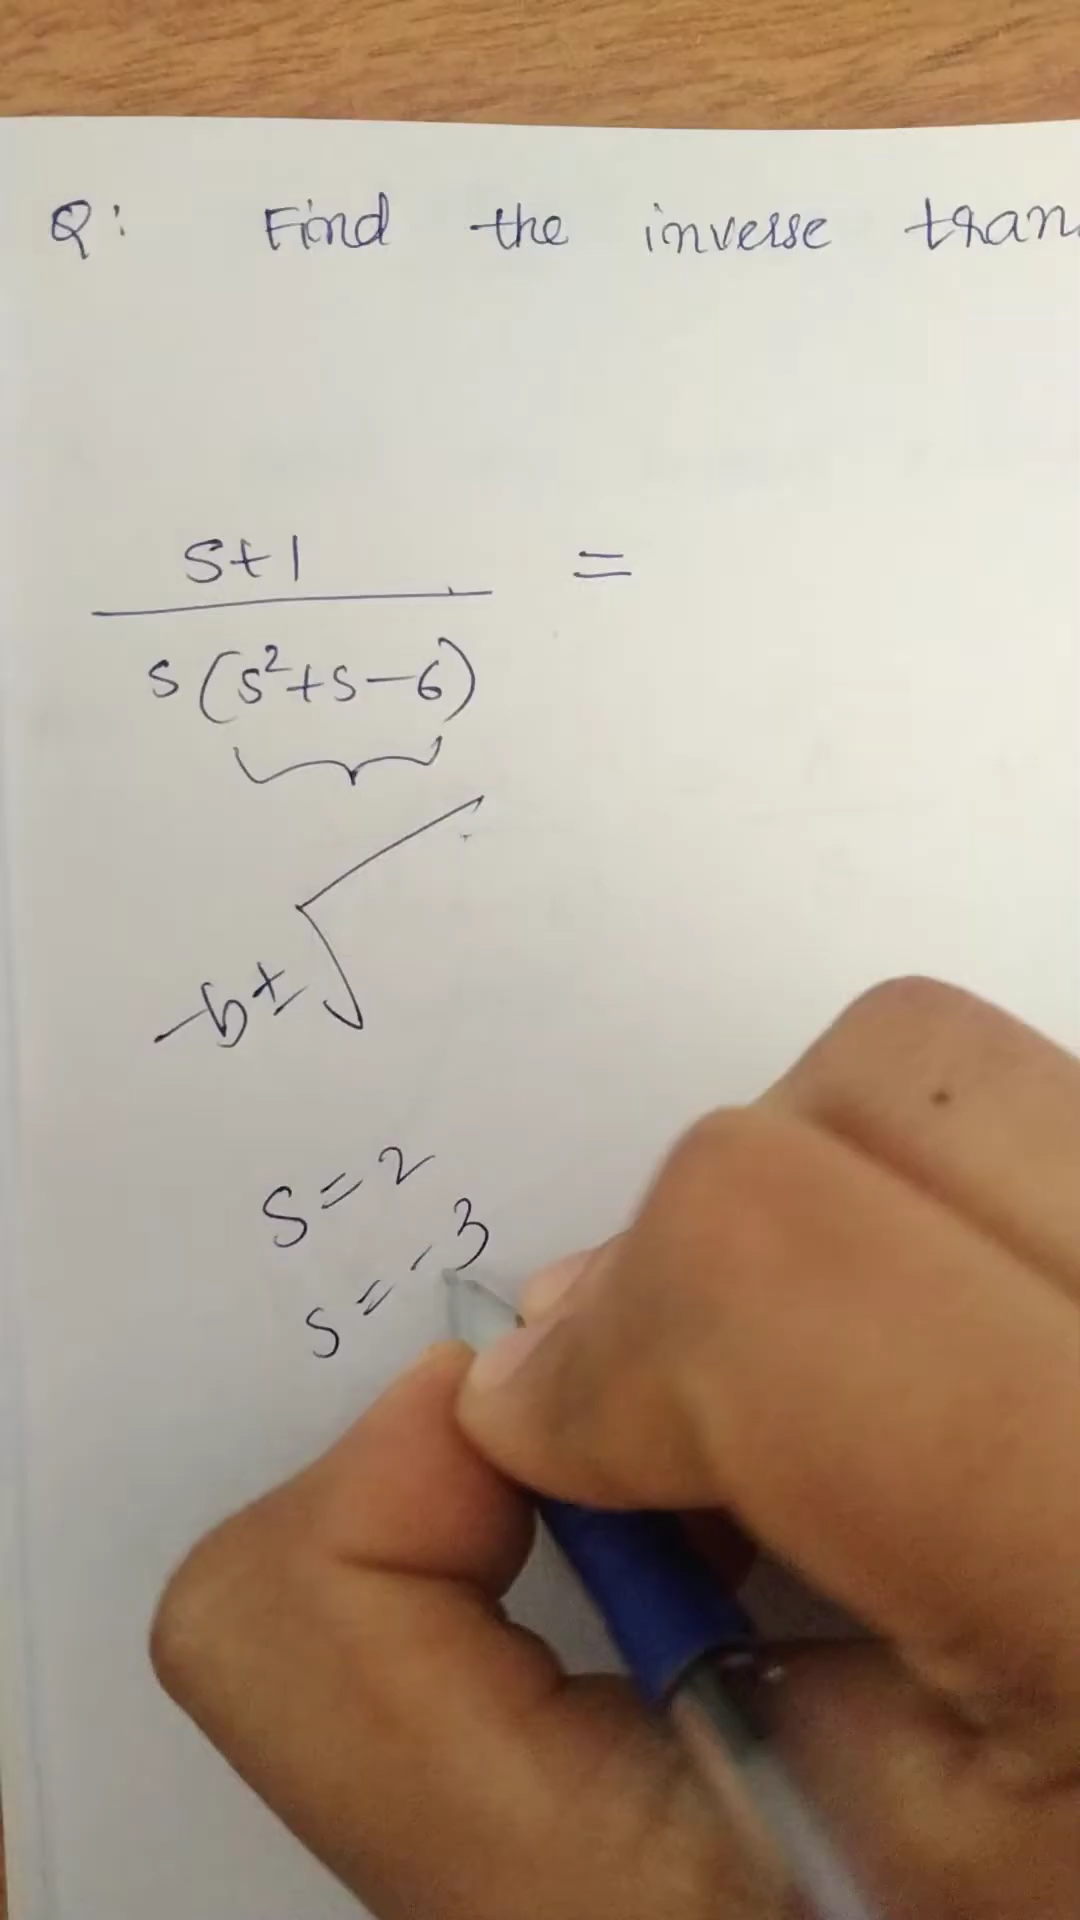 Q: Find the inverse tran
s+1 =
s(s²+s-6)
-b±√
s=2
s=-3